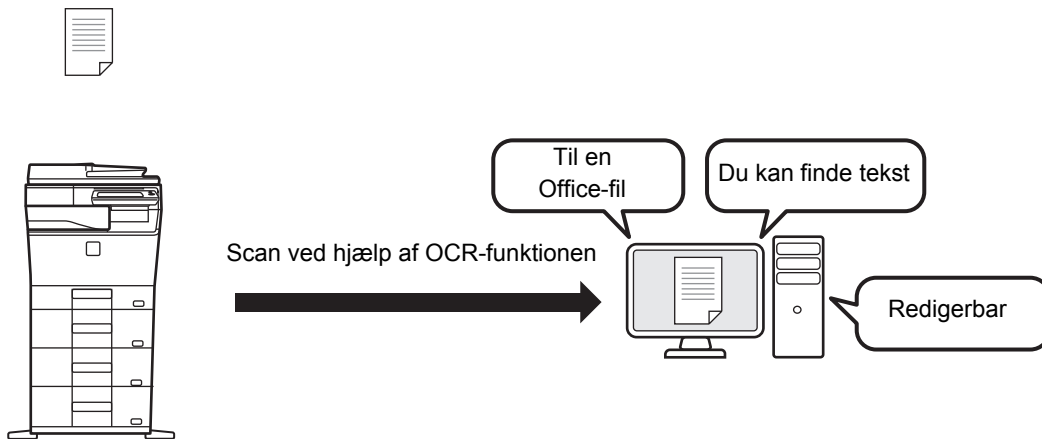 Til en
Office-fil
Du kan finde tekst
Scan ved hjælp af OCR-funktionen
Redigerbar